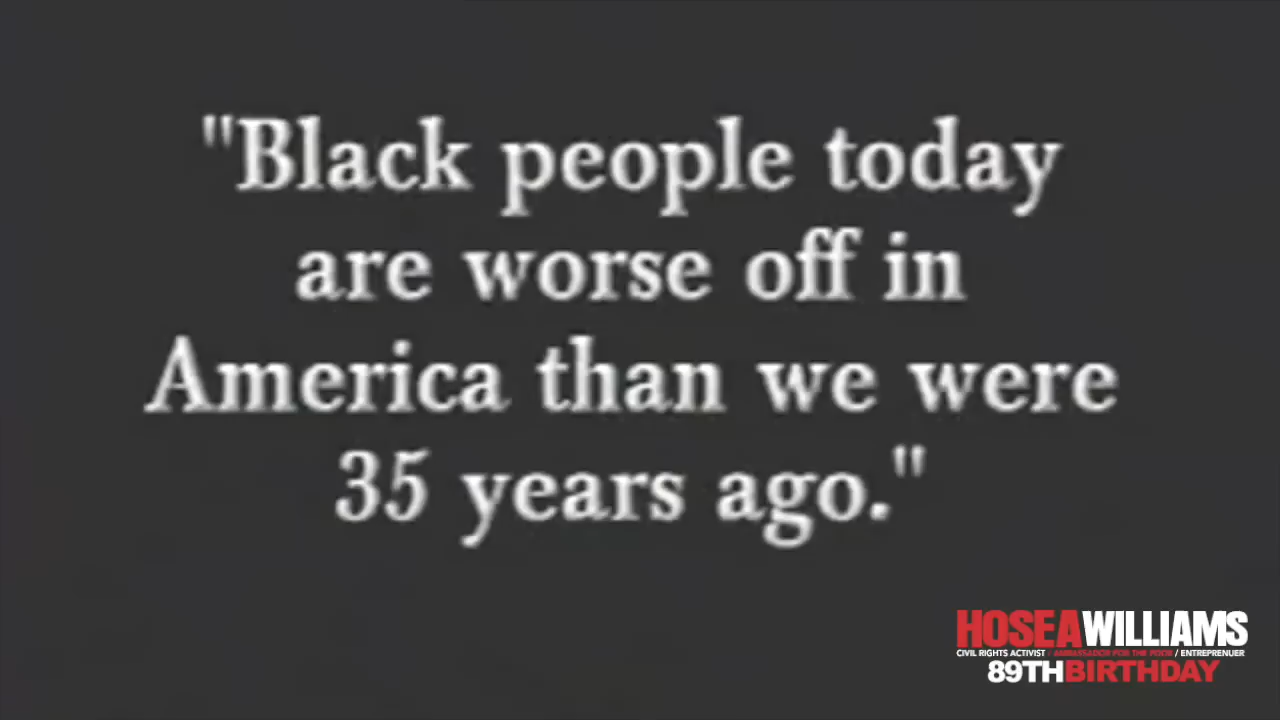 "Black people today
are worse off in
America than we were
35 years ago."
HOSEAWILLIAMS
CIVIL RIGHTS ACTIVIST / AMBASSADOR FOR THE POOR / ENTREPRENUER
89THBIRTHDAY